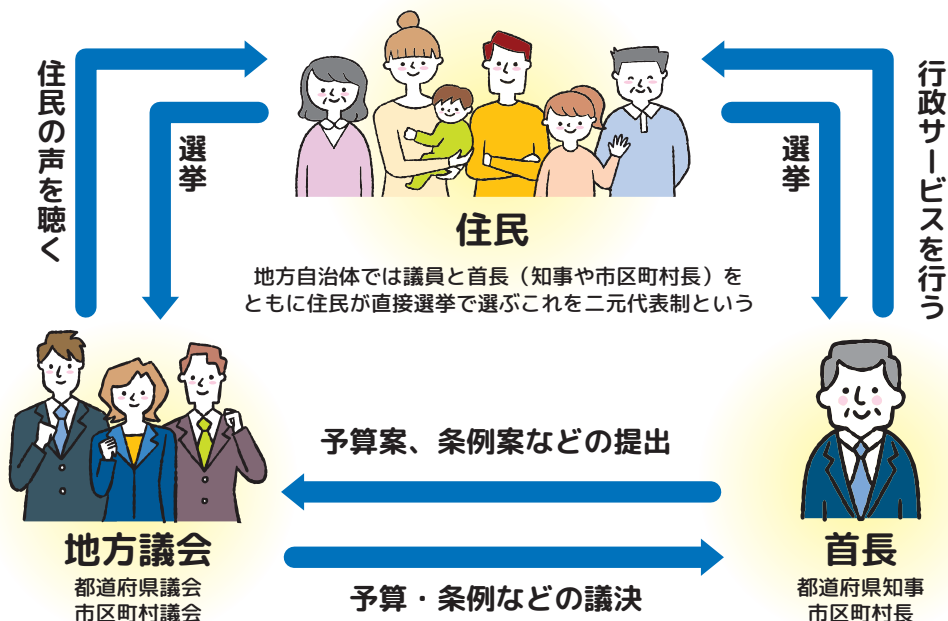 住民の声を聴く
選挙
選挙
行政サービスを行う
住民
地方自治体では議員と首長（知事や市区町村長）を
ともに住民が直接選挙で選ぶこれを二元代表制という
予算案、条例案などの提出
地方議会
都道府県議会
市区町村議会
首長
都道府県知事
市区町村長
予算・条例などの議決